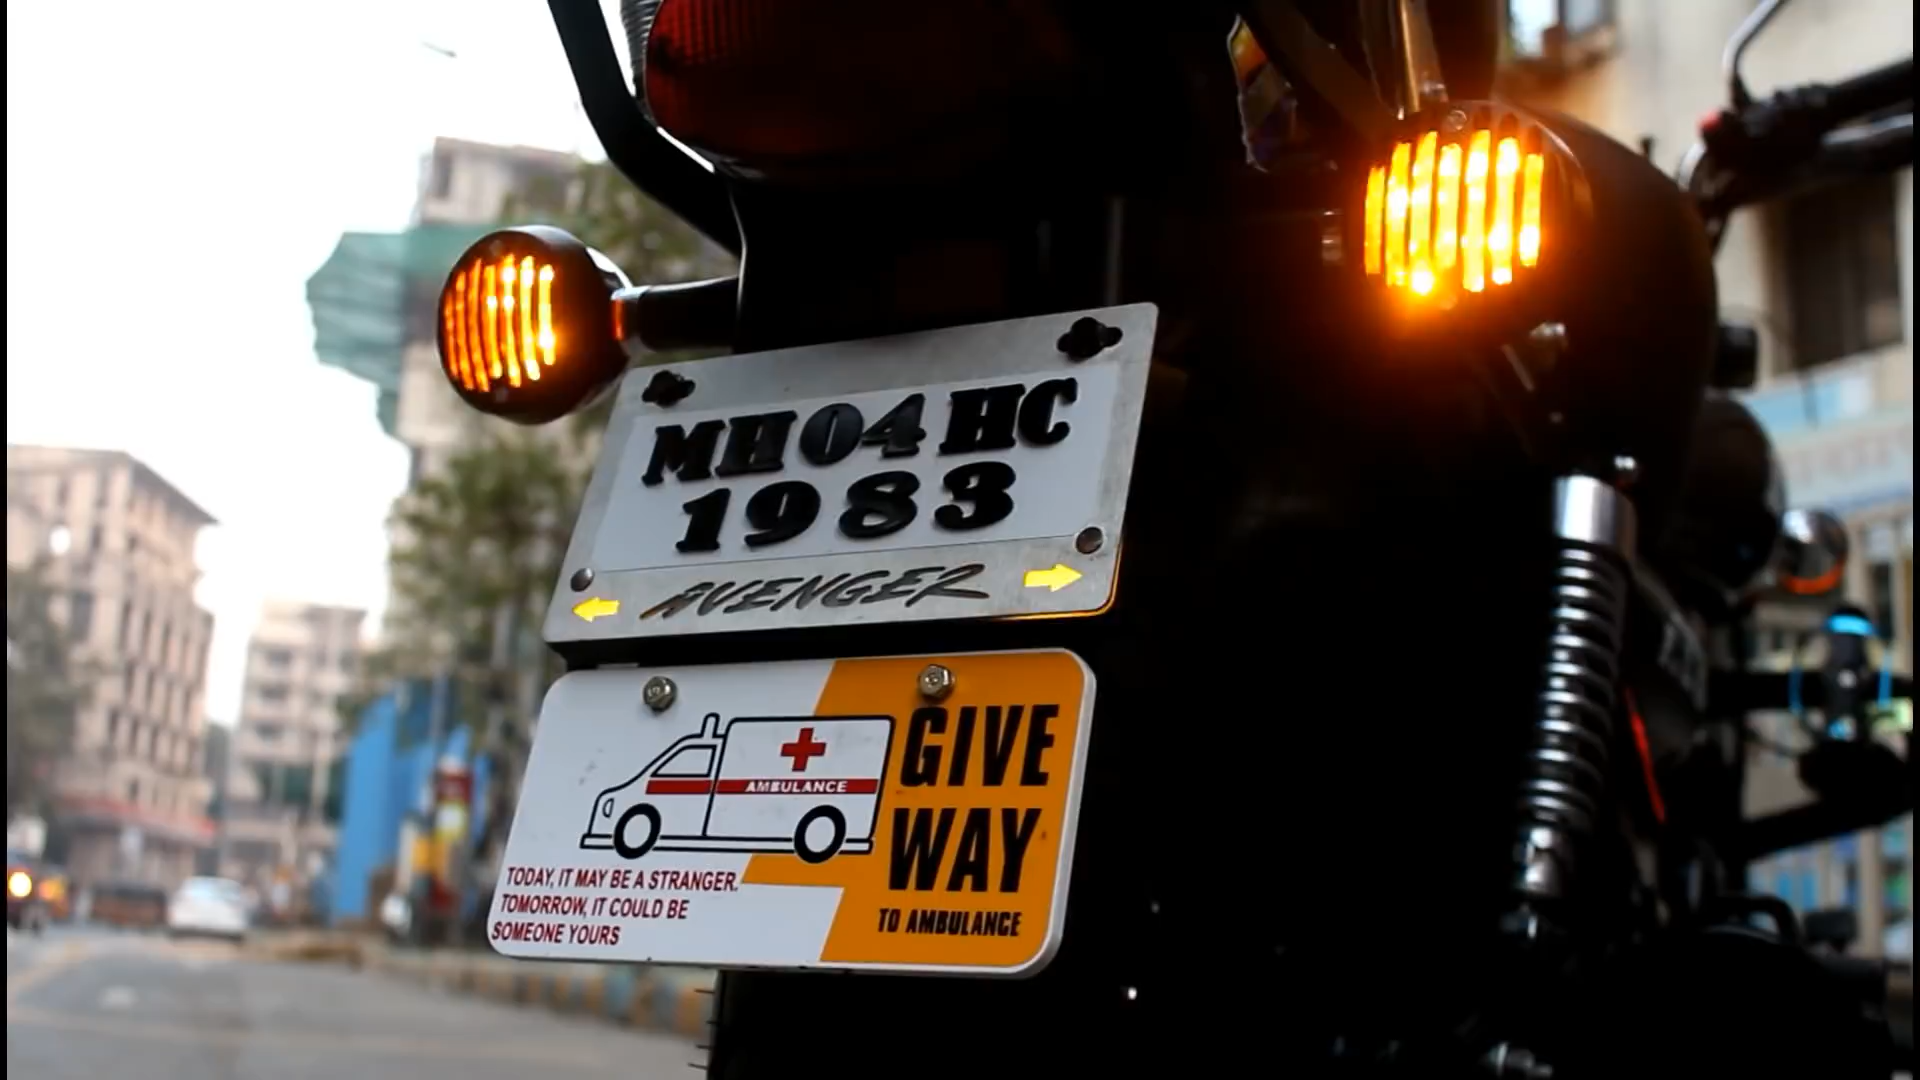 MH04 HC
1983
AVENGER
AMBULANCE
GIVE
WAY
TO AMBULANCE
TODAY, IT MAY BE A STRANGER.
TOMORROW, IT COULD BE
SOMEONE YOURS